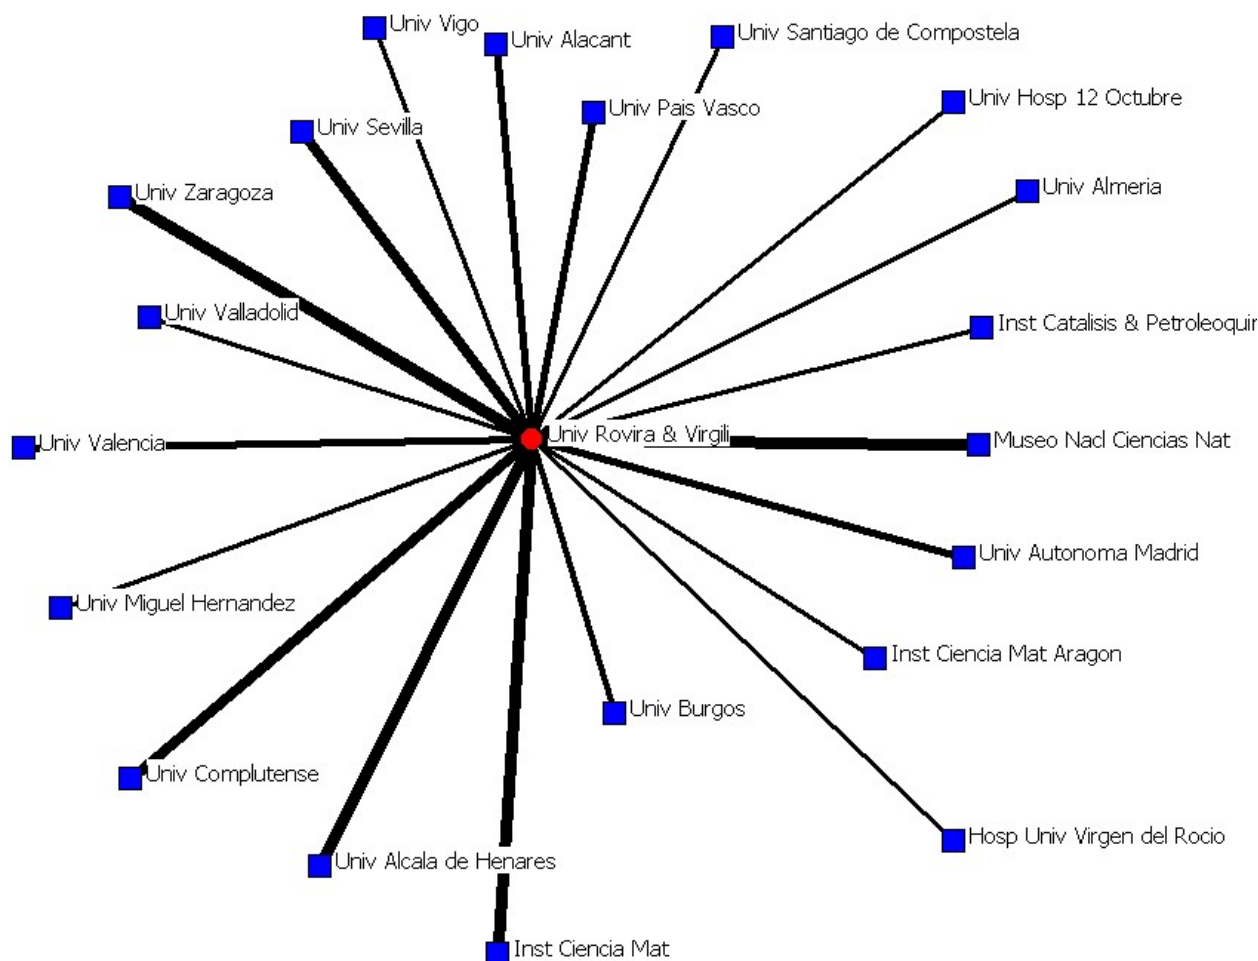 Univ Vigo
Univ Alacant
Univ Santiago de Compostela
Univ Hosp 12 Octubre
Univ Pais Vasco
Univ Sevilla
Univ Almeria
Univ Zaragoza
Univ Valladolid
Inst Catalisis & Petroleoquir
Univ Rovira & Virgili
Univ Valencia
Museo Nacl Ciencias Nat
Univ Autonoma Madrid
Univ Miguel Hernandez
Inst Ciencia Mat Aragon
Univ Burgos
Univ Complutense
Hosp Univ Virgen del Rocio
Univ Alcala de Henares
Inst Ciencia Mat